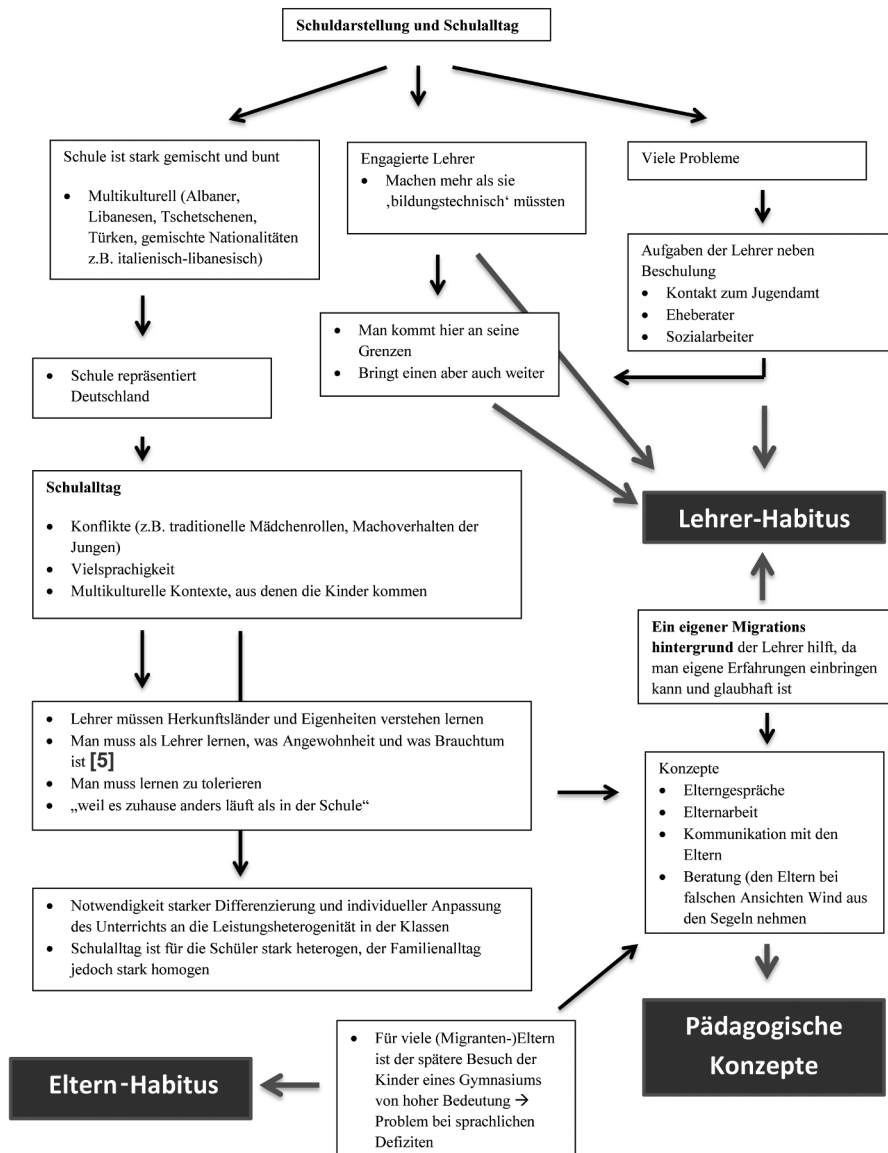 Schuldarstellung und Schulalltag
Schule ist stark gemischt und bunt
• Multikulturell (Albaner,
Libanesen, Tschetschenen,
Türken, gemischte Nationalitäten
z.B. italienisch-libanesisch)
Engagierte Lehrer
• Machen mehr als sie
‚bildungstechnisch‘ müssten
Viele Probleme
Aufgaben der Lehrer neben
Beschulung
• Kontakt zum Jugendamt
• Eheberater
• Sozialarbeiter
• Man kommt hier an seine
Grenzen
• Bringt einen aber auch weiter
• Schule repräsentiert
Deutschland
Schulalltag
• Konflikte (z.B. traditionelle Mädchenrollen, Machoverhalten der
Jungen)
• Vielsprachigkeit
• Multikulturelle Kontexte, aus denen die Kinder kommen
Lehrer-Habitus
Ein eigener Migrations
hintergrund der Lehrer hilft, da
man eigene Erfahrungen einbringen
kann und glaubhaft ist
• Lehrer müssen Herkunftsländer und Eigenheiten verstehen lernen
• Man muss als Lehrer lernen, was Angewohnheit und was Brauchtum
ist [5]
• Man muss lernen zu tolerieren
• „weil es zuhause anders läuft als in der Schule“
Konzepte
• Elterngespräche
• Elternarbeit
• Kommunikation mit den
Eltern
• Beratung (den Eltern bei
falschen Ansichten Wind aus
den Segeln nehmen
• Notwendigkeit starker Differenzierung und individueller Anpassung
des Unterrichts an die Leistungsheterogenität in der Klassen
• Schulalltag ist für die Schüler stark heterogen, der Familienalltag
jedoch stark homogen
Pädagogische
Konzepte
• Für viele (Migranten-)Eltern
ist der spätere Besuch der
Kinder eines Gymnasiums
von hoher Bedeutung →
Problem bei sprachlichen
Defiziten
Eltern-Habitus